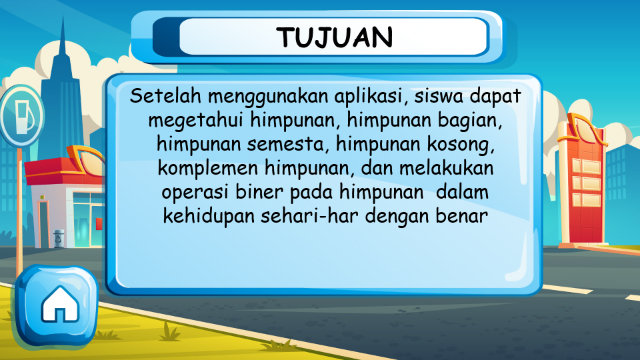 TUJUAN
Setelah menggunakan aplikasi, siswa dapat
megetahui himpunan, himpunan bagian,
himpunan semesta, himpunan kosong,
komplemen himpunan, dan melakukan
operasi biner pada himpunan  dalam
kehidupan sehari-har dengan benar